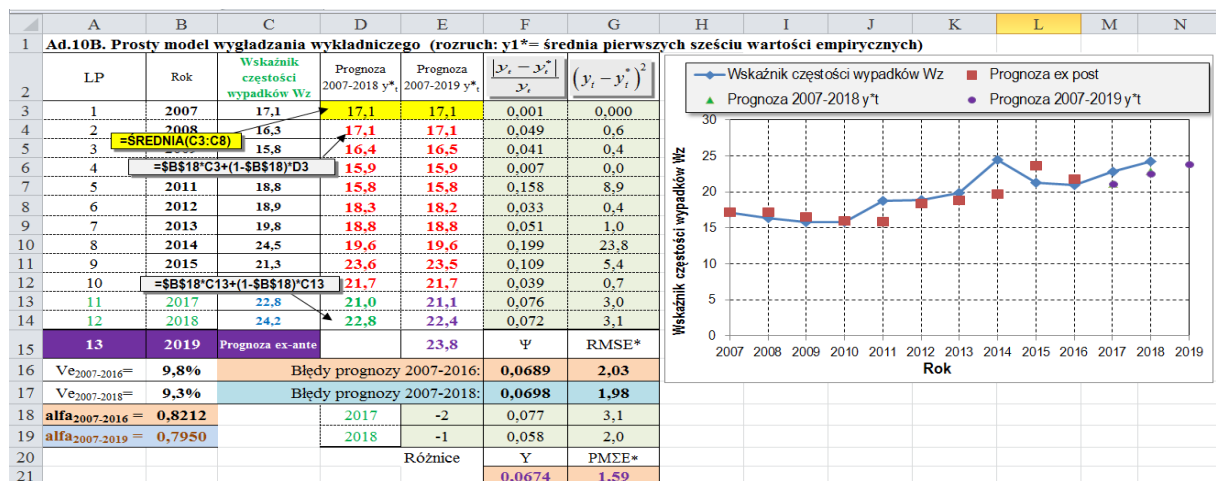 A B C D E F G H I J K L M N
1 Ad.10B. Prosty model wygładzania wykładniczego (rozruch: y1*= średnia pierwszych sześciu wartości empirycznych)
2 LP Rok Wskaźnik częstości wypadków Wz Prognoza 2007-2018 y*t Prognoza 2007-2019 y*t |yt − y*t| / yt (yt − y*t)2
3 1 2007 17,1 17,1 17,1 0,001 0,000
4 2 2008 16,3 17,1 17,1 0,049 0,6
=ŚREDNIA(C3:C8)
5 15,8 16,4 16,5 0,041 0,4
6 4 =$B$18*C3+(1-$B$18)*D3 15,9 15,9 0,007 0,0
7 5 2011 18,8 15,8 15,8 0,158 8,9
8 6 2012 18,9 18,3 18,2 0,033 0,4
9 7 2013 19,8 18,8 18,8 0,051 1,0
10 8 2014 24,5 19,6 19,6 0,199 23,8
11 9 2015 21,3 23,6 23,5 0,109 5,4
12 10 =$B$18*C13+(1-$B$18)*C13 21,7 21,7 0,039 0,7
13 11 2017 22,8 21,0 21,1 0,076 3,0
14 12 2018 24,2 22,8 22,4 0,072 3,1
15 13 2019 Prognoza ex-ante 23,8 Ψ RMSE*
16 Ve2007-2016= 9,8% Błędy prognozy 2007-2016: 0,0689 2,03
17 Ve2007-2018= 9,3% Błędy prognozy 2007-2018: 0,0698 1,98
18 alfa2007-2016 = 0,8212 2017 -2 0,077 3,1
19 alfa2007-2019 = 0,7950 2018 -1 0,058 2,0
20 Różnice Y PMΣE*
21 0,0674 1,59
Wskaźnik częstości wypadków Wz Prognoza ex post
Prognoza 2007-2018 y*t Prognoza 2007-2019 y*t
Wskaźnik częstości wypadków Wz
30
25
20
15
10
5
0
2007 2008 2009 2010 2011 2012 2013 2014 2015 2016 2017 2018 2019
Rok